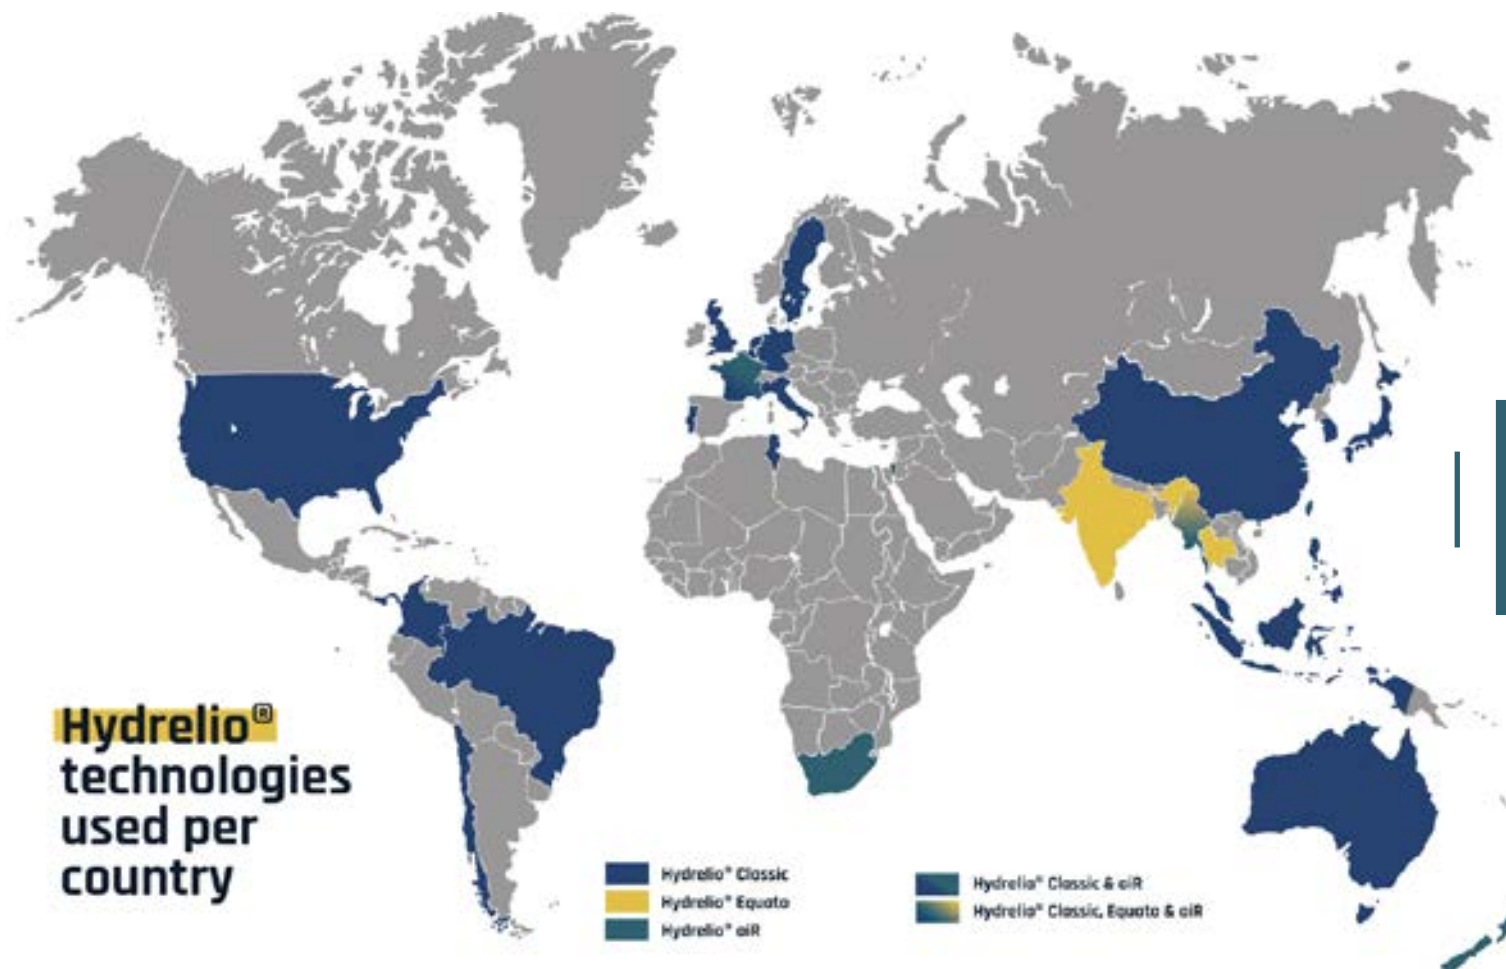 Hydrelio®
technologies
used per
country
Hydrelio® Classic
Hydrelio® Equato
Hydrelio® aiR
Hydrelio® Classic & aiR
Hydrelio® Classic, Equato & aiR